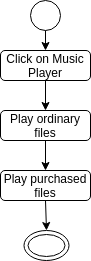 Click on Music
Player
Play ordinary
files
Play purchased
files